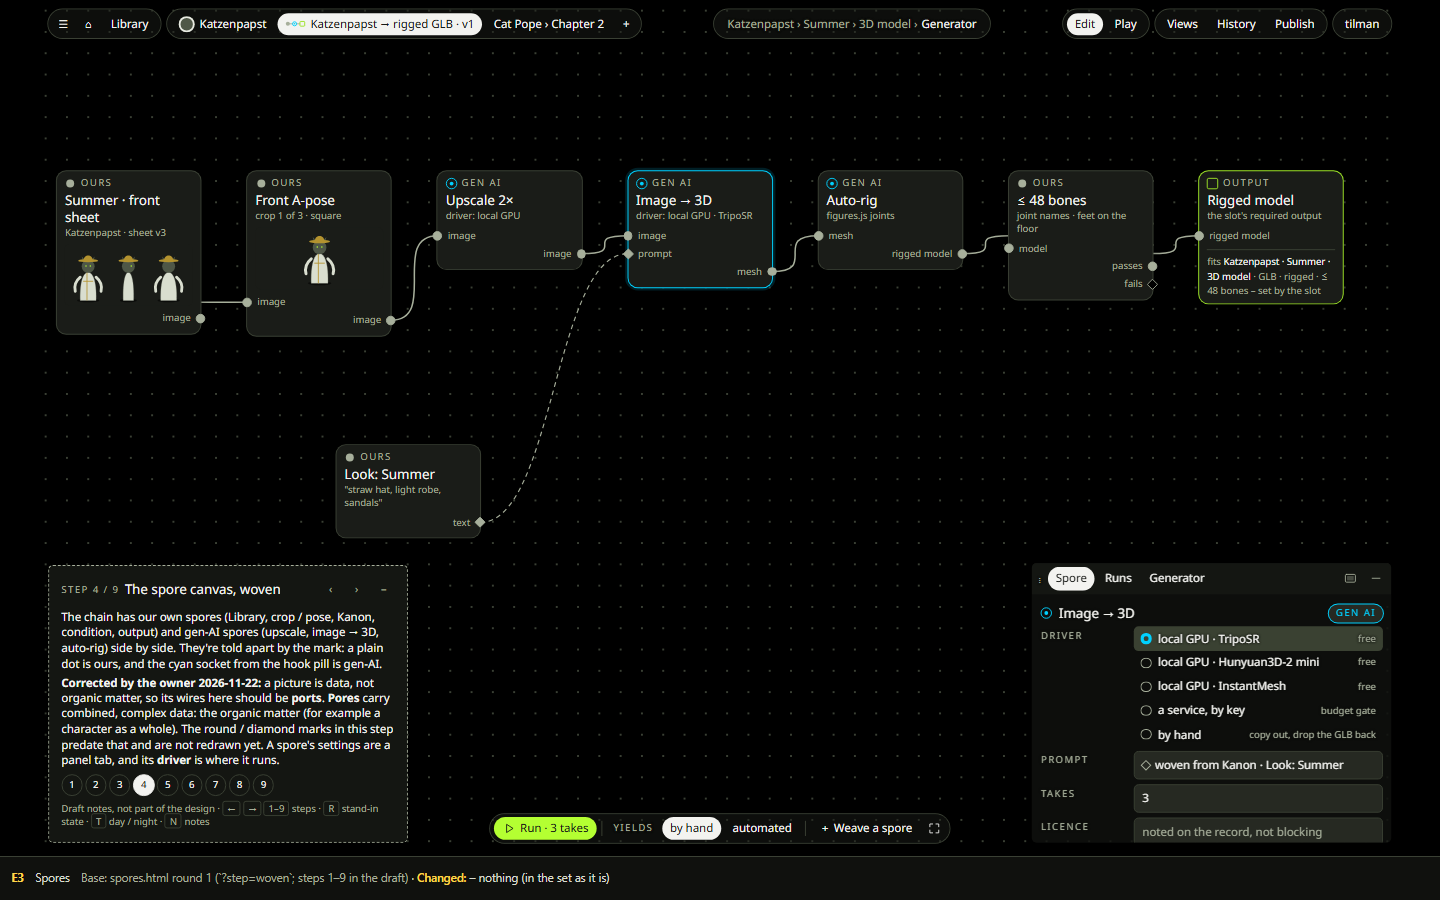 ☰ ⌂ Library
Katzenpapst
Katzenpapst → rigged GLB · v1
Cat Pope › Chapter 2
+
Katzenpapst › Summer › 3D model › Generator
Edit Play
Views History Publish
tilman
OURS
Summer · front
sheet
Katzenpapst · sheet v3
image
OURS
Front A-pose
crop 1 of 3 · square
image
image
GEN AI
Upscale 2×
driver: local GPU
image
image
GEN AI
Image → 3D
driver: local GPU · TripoSR
image
prompt
mesh
GEN AI
Auto-rig
figures.js joints
mesh
rigged model
OURS
≤ 48 bones
joint names · feet on the
floor
model
passes
fails
OUTPUT
Rigged model
the slot's required output
rigged model
fits Katzenpapst · Summer ·
3D model · GLB · rigged · ≤
48 bones – set by the slot
OURS
Look: Summer
"straw hat, light robe,
sandals"
text
STEP 4 / 9 The spore canvas, woven ‹ › –
The chain has our own spores (Library, crop / pose, Kanon,
condition, output) and gen-AI spores (upscale, image → 3D,
auto-rig) side by side. They're told apart by the mark: a plain
dot is ours, and the cyan socket from the hook pill is gen-AI.
Corrected by the owner 2026-11-22: a picture is data, not
organic matter, so its wires here should be ports. Pores carry
combined, complex data: the organic matter (for example a
character as a whole). The round / diamond marks in this step
predate that and are not redrawn yet. A spore's settings are a
panel tab, and its driver is where it runs.
1 2 3 4 5 6 7 8 9
Draft notes, not part of the design · ← → 1–9 steps · R stand-in
state · T day / night · N notes
▷ Run · 3 takes YIELDS by hand automated + Weave a spore
Spore Runs Generator
Image → 3D GEN AI
DRIVER
local GPU · TripoSR free
local GPU · Hunyuan3D-2 mini free
local GPU · InstantMesh free
a service, by key budget gate
by hand copy out, drop the GLB back
PROMPT ◇ woven from Kanon · Look: Summer
TAKES 3
LICENCE noted on the record, not blocking
E3 Spores Base: spores.html round 1 (`?step=woven`; steps 1–9 in the draft) · Changed: – nothing (in the set as it is)